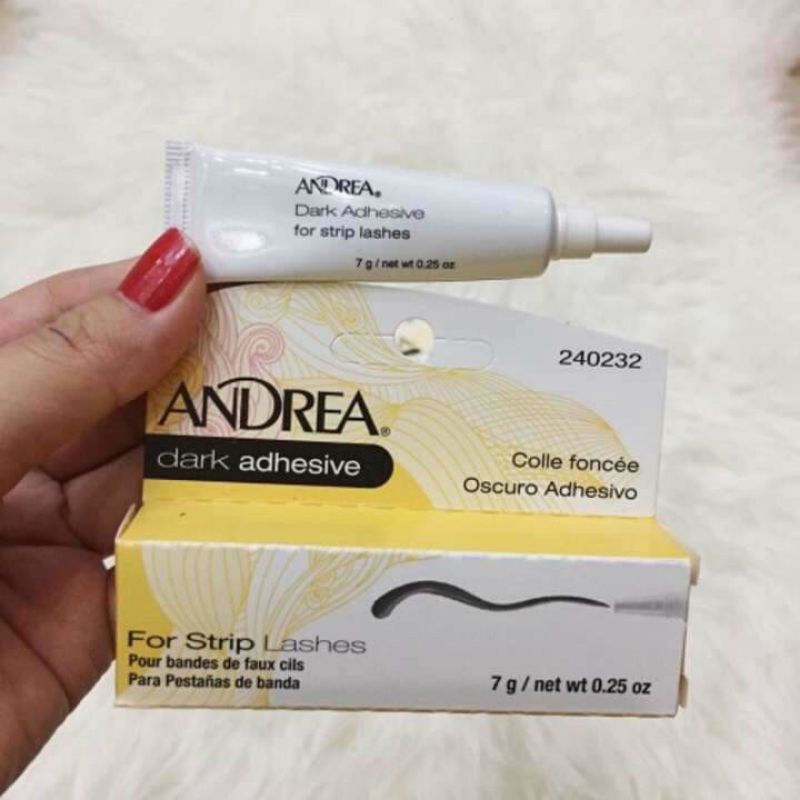 ANDREA®
Dark Adhesive
for strip lashes
7 g / net wt 0.25 oz
240232
ANDREA®
dark adhesive
Colle foncée
Oscuro Adhesivo
For Strip Lashes
Pour bandes de faux cils
Para Pestañas de banda
7 g / net wt 0.25 oz